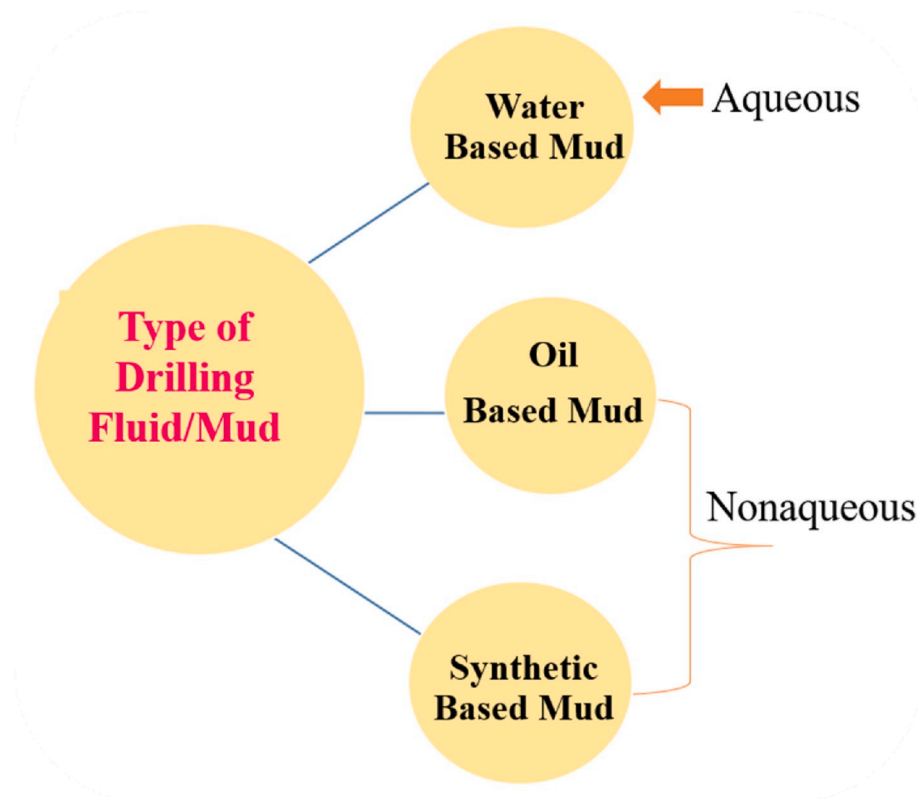 Water
Based Mud
Aqueous
Type of
Drilling
Fluid/Mud
Oil
Based Mud
Nonaqueous
Synthetic
Based Mud